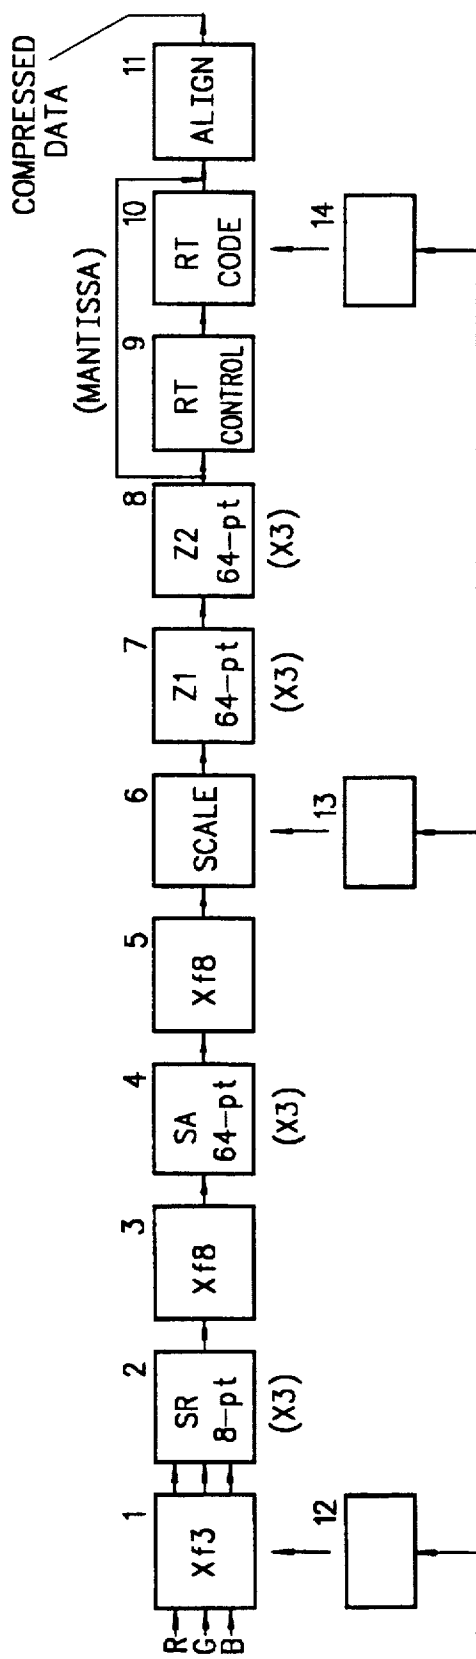 COMPRESSED
DATA
(MANTISSA)
R
G
B
1
Xf3
2
SR
8-pt
(X3)
3
Xf8
4
SA
64-pt
(X3)
5
Xf8
6
SCALE
7
Z1
64-pt
(X3)
8
Z2
64-pt
(X3)
9
RT
CONTROL
10
RT
CODE
11
ALIGN
12
13
14